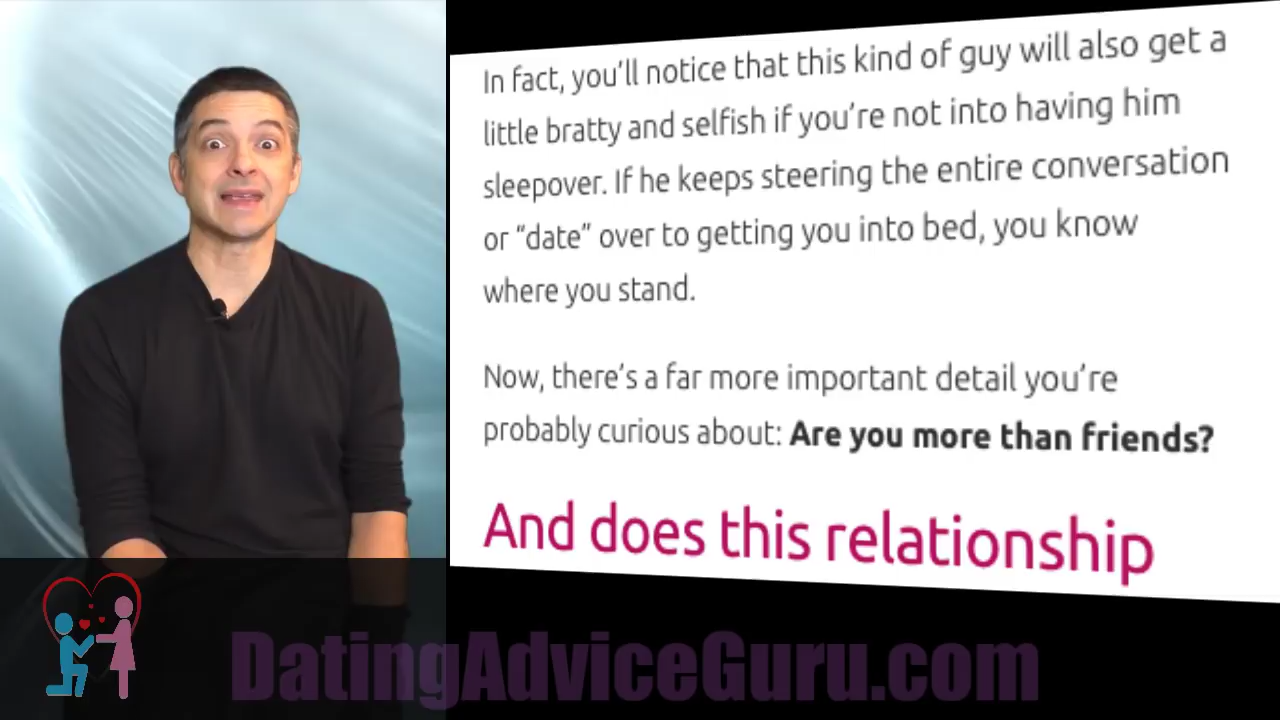 In fact, you'll notice that this kind of guy will also get a
little bratty and selfish if you're not into having him
sleepover. If he keeps steering the entire conversation
or “date” over to getting you into bed, you know
where you stand.
Now, there's a far more important detail you're
probably curious about: Are you more than friends?
And does this relationship
DatingAdviceGuru.com